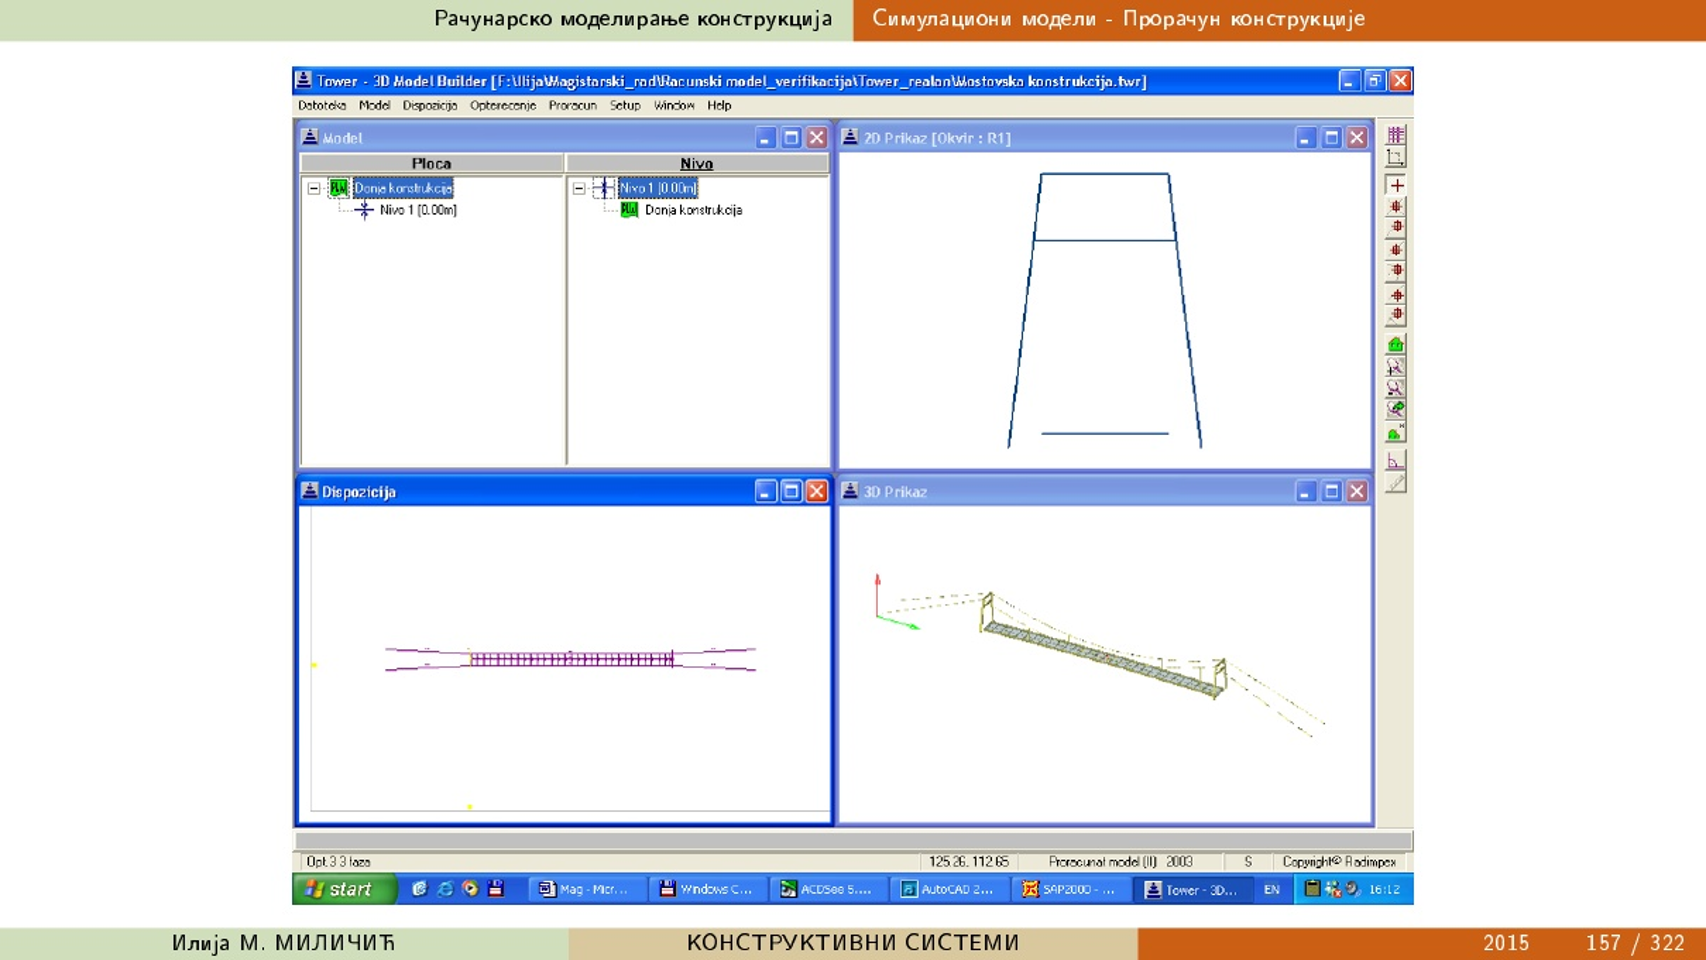 Рачунарско моделирање конструкција
Симулациони модели - Прорачун конструкције
Tower - 3D Model Builder [F:\Ilija\Magistarski_rad\Racunski model_verifikacija\Tower_realan\Mostovska konstrukcija.twr]
Datoteka Model Dispozicija Opterecenje Proracun Setup Window Help
Model
Ploca
Nivo
Donja konstrukcija
Nivo 1 [0.00m]
Nivo 1 [0.00m]
Donja konstrukcija
2D Prikaz [Okvir : R1]
Dispozicija
3D Prikaz
Opt.3 3 faza
125.26, 112.65
Proracunat model (II) 2003
S
Copyright© Radimpex
start
Mag - Micr...
Windows C...
ACDSee 5....
AutoCAD 2...
SAP2000 - ...
Tower - 3D...
EN
16:12
Илија М. МИЛИЧИЋ
КОНСТРУКТИВНИ СИСТЕМИ
2015
157 / 322